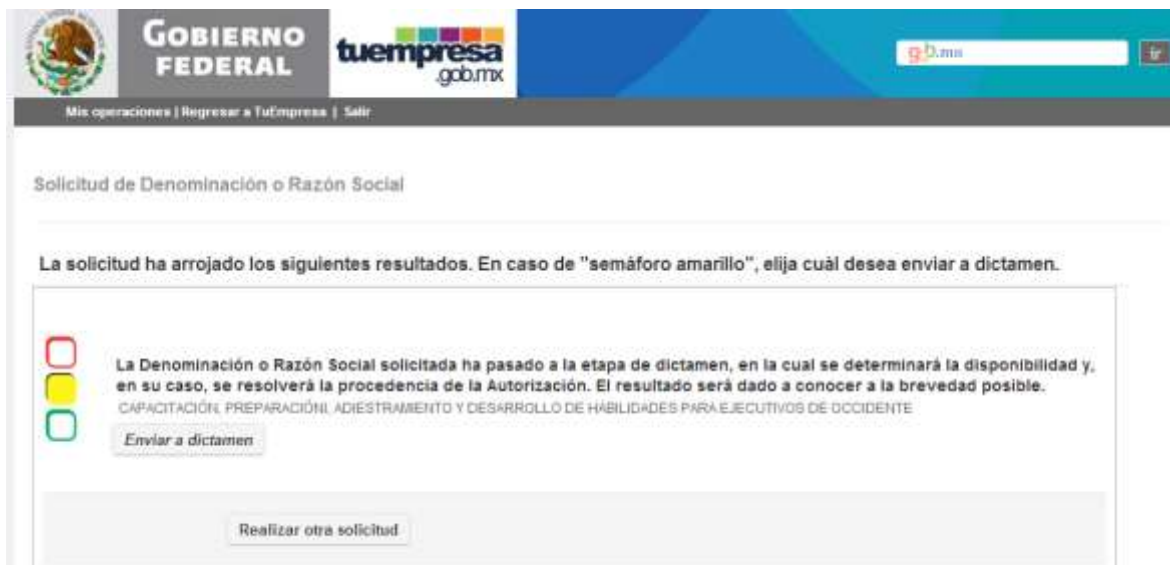 GOBIERNO
FEDERAL
tuempresa
.gob.mx
gob.mx
Ir
Mis operaciones | Regresar a TuEmpresa | Salir
Solicitud de Denominación o Razón Social
La solicitud ha arrojado los siguientes resultados. En caso de "semáforo amarillo", elija cuàl desea enviar a dictamen.
La Denominación o Razón Social solicitada ha pasado a la etapa de dictamen, en la cual se determinará la disponibilidad y,
en su caso, se resolverá la procedencia de la Autorización. El resultado será dado a conocer a la brevedad posible.
CAPACITACIÓN, PREPARACIÓNI, ADIESTRAMIENTO Y DESARROLLO DE HABILIDADES PARA EJECUTIVOS DE OCCIDENTE
Enviar a dictamen
Realizar otra solicitud